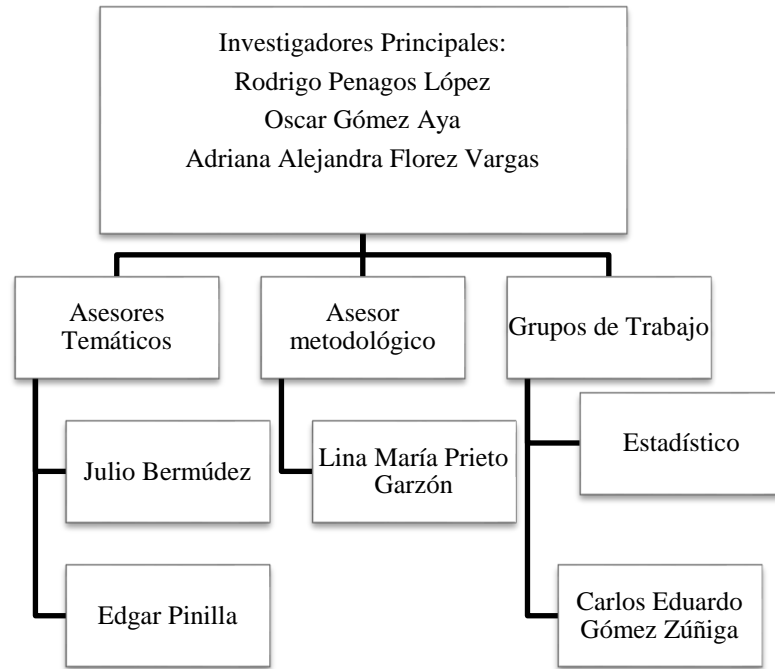 Investigadores Principales:
Rodrigo Penagos López
Oscar Gómez Aya
Adriana Alejandra Florez Vargas
Asesores
Temáticos
Julio Bermúdez
Edgar Pinilla
Asesor
metodológico
Lina María Prieto
Garzón
Grupos de Trabajo
Estadístico
Carlos Eduardo
Gómez Zúñiga